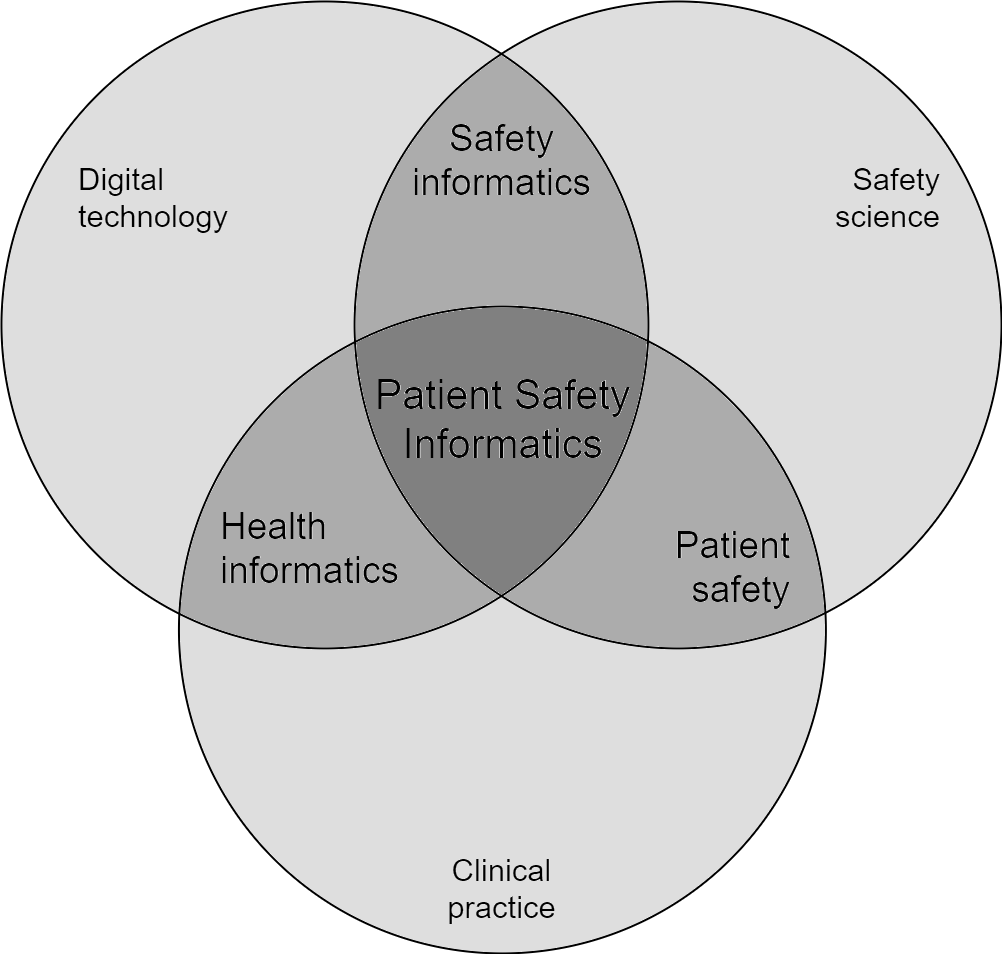 Safety
informatics
Digital
technology
Safety
science
Patient Safety
Informatics
Health
informatics
Patient
safety
Clinical
practice